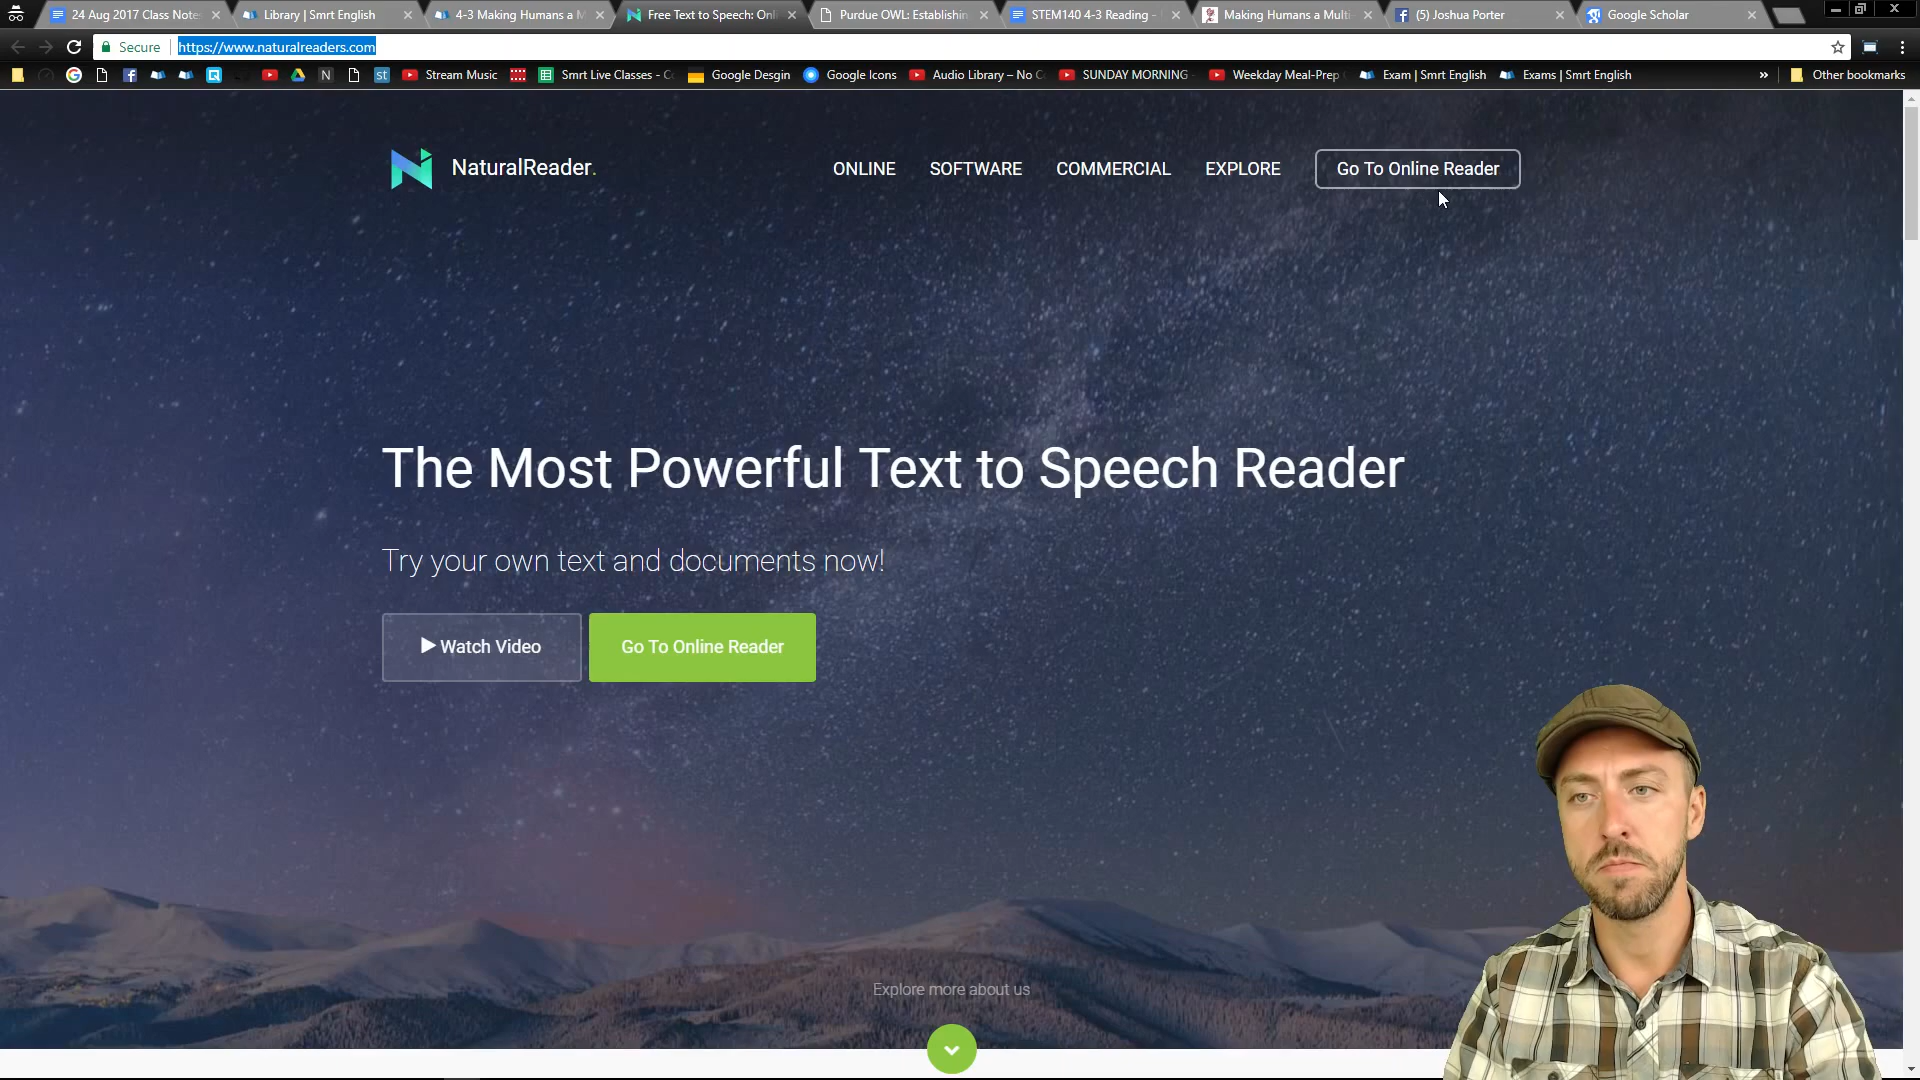 24 Aug 2017 Class Note
Library | Smrt English
4-3 Making Humans a M
Free Text to Speech: Onl
Purdue OWL: Establishin
STEM140 4-3 Reading -
Making Humans a Multi-
(5) Joshua Porter
Google Scholar
Secure
https://www.naturalreaders.com
Stream Music
Smrt Live Classes - C
Google Desgin
Google Icons
Audio Library – No C
SUNDAY MORNING
Weekday Meal-Prep
Exam | Smrt English
Exams | Smrt English
»
Other bookmarks
NaturalReader.
ONLINE
SOFTWARE
COMMERCIAL
EXPLORE
Go To Online Reader
The Most Powerful Text to Speech Reader
Try your own text and documents now!
Watch Video
Go To Online Reader
Explore more about us